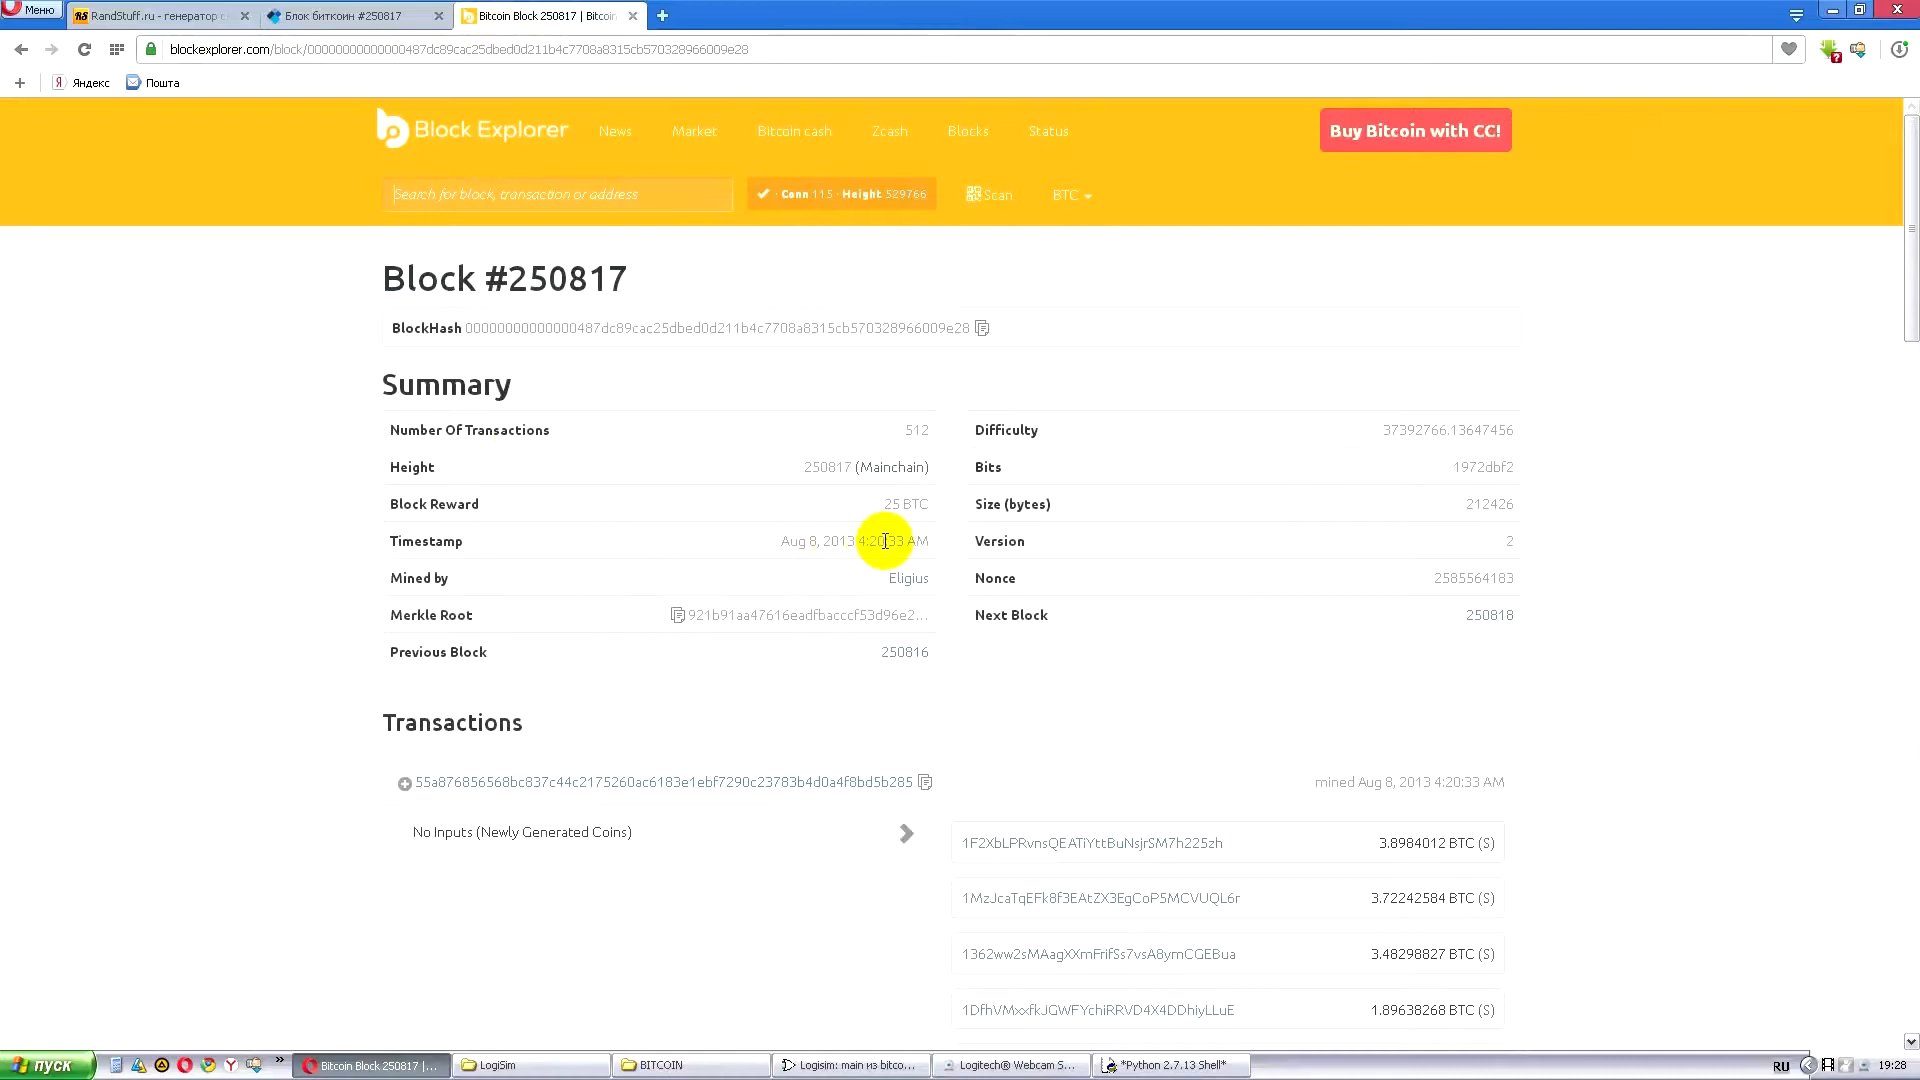 Меню
RandStuff.ru - генератор с
Блок биткоин #250817
Bitcoin Block 250817 | Bitcoin
blockexplorer.com/block/00000000000000487dc89cac25dbed0d211b4c7708a8315cb570328966009e28
Яндекс
Пошта
Block Explorer
News
Market
Bitcoin cash
Zcash
Blocks
Status
Buy Bitcoin with CC!
Search for block, transaction or address
· Conn 115 · Height 529766
Scan
BTC
Block #250817
BlockHash 00000000000000487dc89cac25dbed0d211b4c7708a8315cb570328966009e28
Summary
Number Of Transactions 512
Difficulty 37392766.13647456
Height 250817 (Mainchain)
Bits 1972dbf2
Block Reward 25 BTC
Size (bytes) 212426
Timestamp Aug 8, 2013 4:20:33 AM
Version 2
Mined by Eligius
Nonce 2585564183
Merkle Root 921b91aa47616eadfbacccf53d96e2...
Next Block 250818
Previous Block 250816
Transactions
55a876856568bc837c44c2175260ac6183e1ebf7290c23783b4d0a4f8bd5b285
mined Aug 8, 2013 4:20:33 AM
No Inputs (Newly Generated Coins)
1F2XbLPRvnsQEATiYttBuNsjrSM7h225zh 3.8984012 BTC (S)
1MzJcaTqEFk8f3EAtZX3EgCoP5MCVUQL6r 3.72242584 BTC (S)
1362ww2sMAagXXmFrifSs7vsA8ymCGEBua 3.48298827 BTC (S)
1DfhVMxxfkJGWFYchiRRVD4X4DDhiyLLuE 1.89638268 BTC (S)
пуск
Bitcoin Block 250817 |...
LogiSim
BITCOIN
Logisim: main из bitco...
Logitech® Webcam S...
*Python 2.7.13 Shell*
RU
19:28